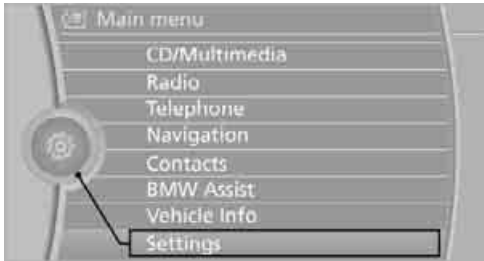 Main menu
CD/Multimedia
Radio
Telephone
Navigation
Contacts
BMW Assist
Vehicle Info
Settings